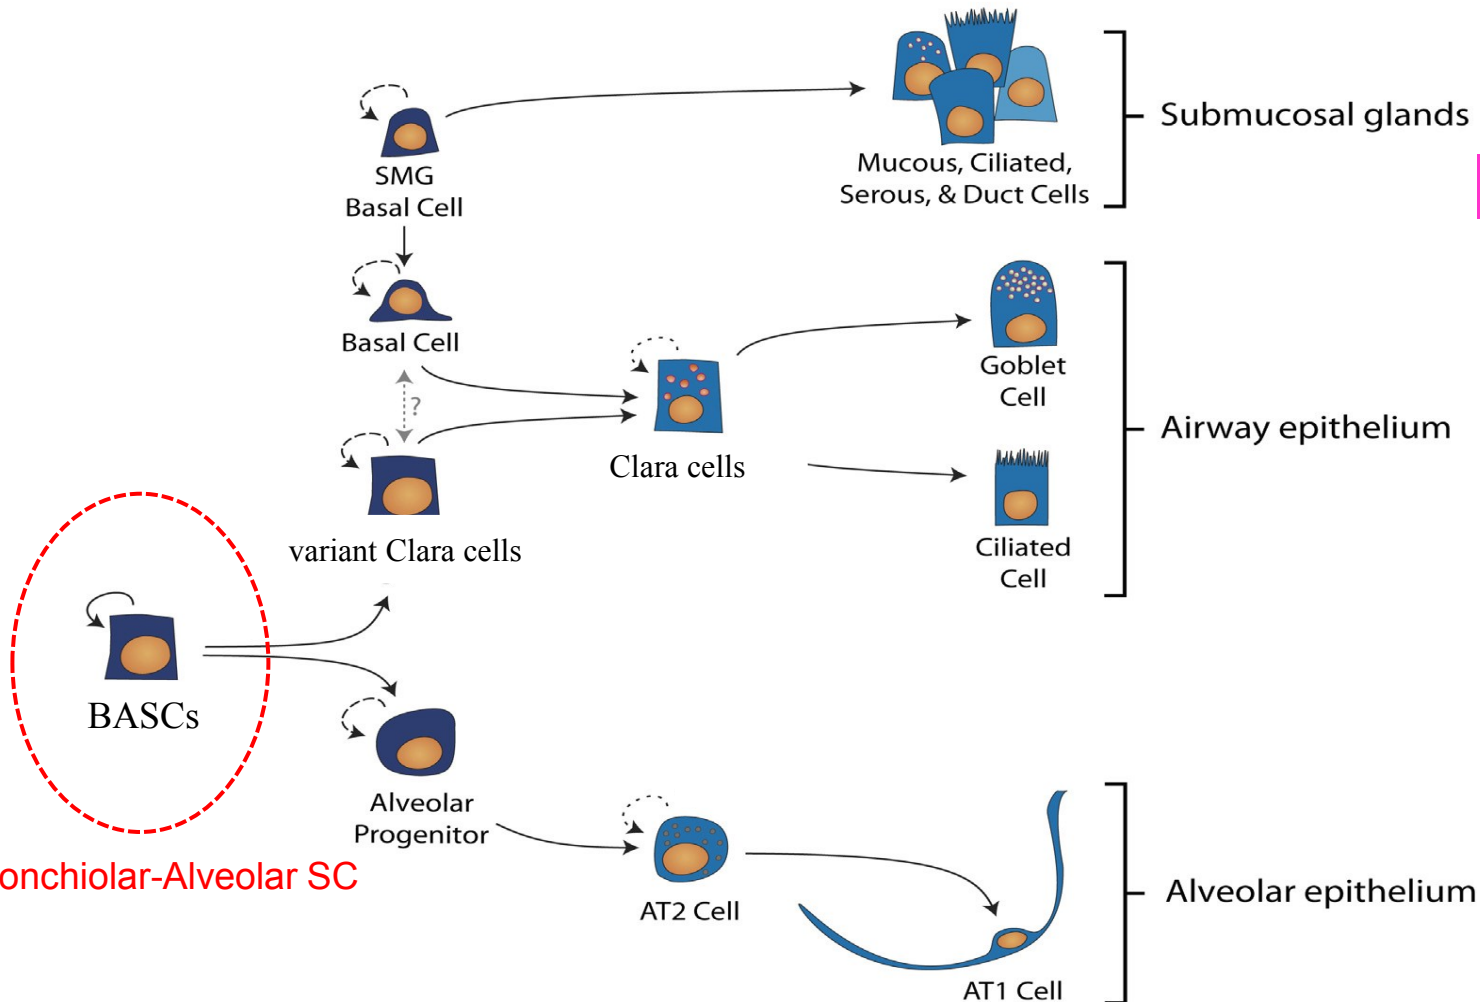 Submucosal glands
Mucous, Ciliated,
Serous, & Duct Cells
SMG
Basal Cell
Basal Cell
?
Goblet
Cell
Airway epithelium
Clara cells
variant Clara cells
Ciliated
Cell
BASCs
Alveolar
Progenitor
onchiolar-Alveolar SC
AT2 Cell
Alveolar epithelium
AT1 Cell